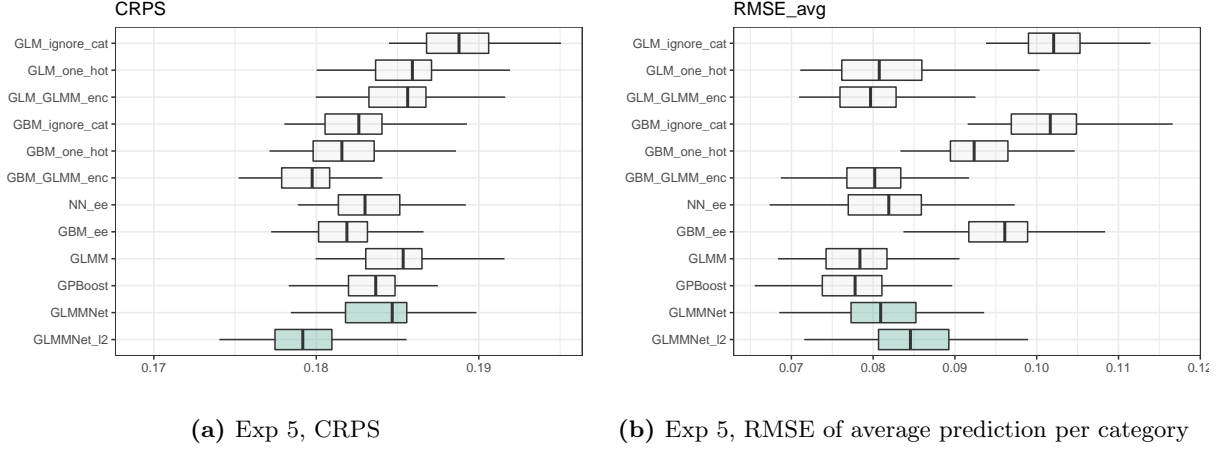 CRPS
GLM_ignore_cat
GLM_one_hot
GLM_GLMM_enc
GBM_ignore_cat
GBM_one_hot
GBM_GLMM_enc
NN_ee
GBM_ee
GLMM
GPBoost
GLMMNet
GLMMNet_l2
0.17 0.18 0.19
(a) Exp 5, CRPS
RMSE_avg
GLM_ignore_cat
GLM_one_hot
GLM_GLMM_enc
GBM_ignore_cat
GBM_one_hot
GBM_GLMM_enc
NN_ee
GBM_ee
GLMM
GPBoost
GLMMNet
GLMMNet_l2
0.07 0.08 0.09 0.10 0.11 0.12
(b) Exp 5, RMSE of average prediction per category